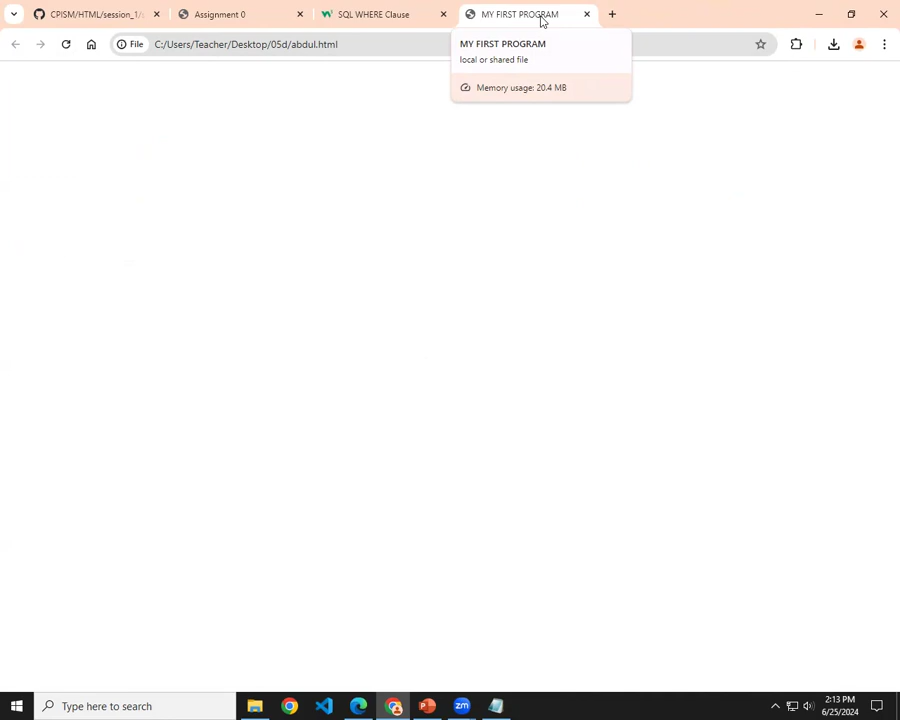 CPISM/HTML/session_1/
Assignment 0
SQL WHERE Clause
MY FIRST PROGRAM
File
C:/Users/Teacher/Desktop/05d/abdul.html
MY FIRST PROGRAM
local or shared file
Memory usage: 20.4 MB
Type here to search
zm
2:13 PM
6/25/2024